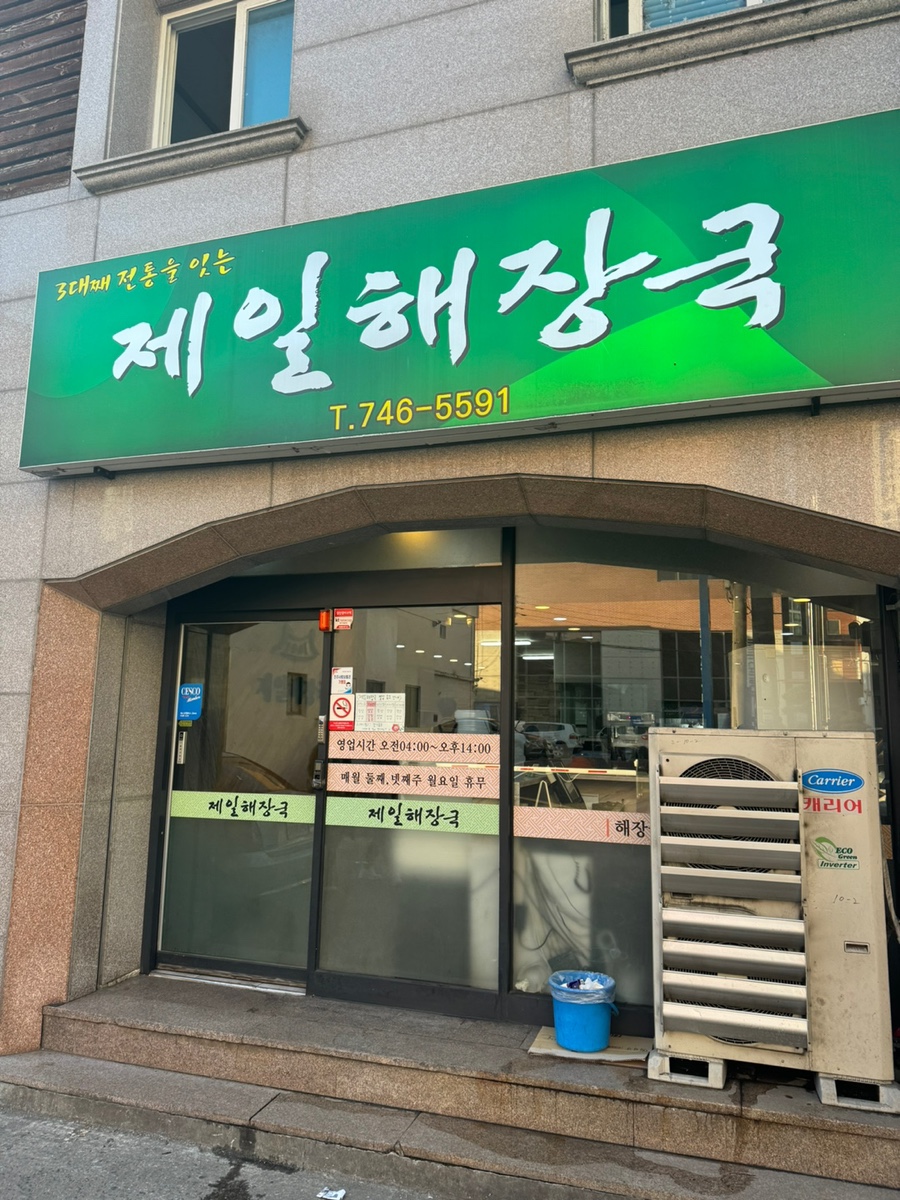 3대째 전통을 잇는
제일해장국
T.746-5591
CESCO
영업시간 오전04:00~오후14:00
매월 둘째,넷째주 월요일 휴무
제일해장국
제일해장국
해장
Carrier
캐리어
ECO
Green
Inverter
10-2